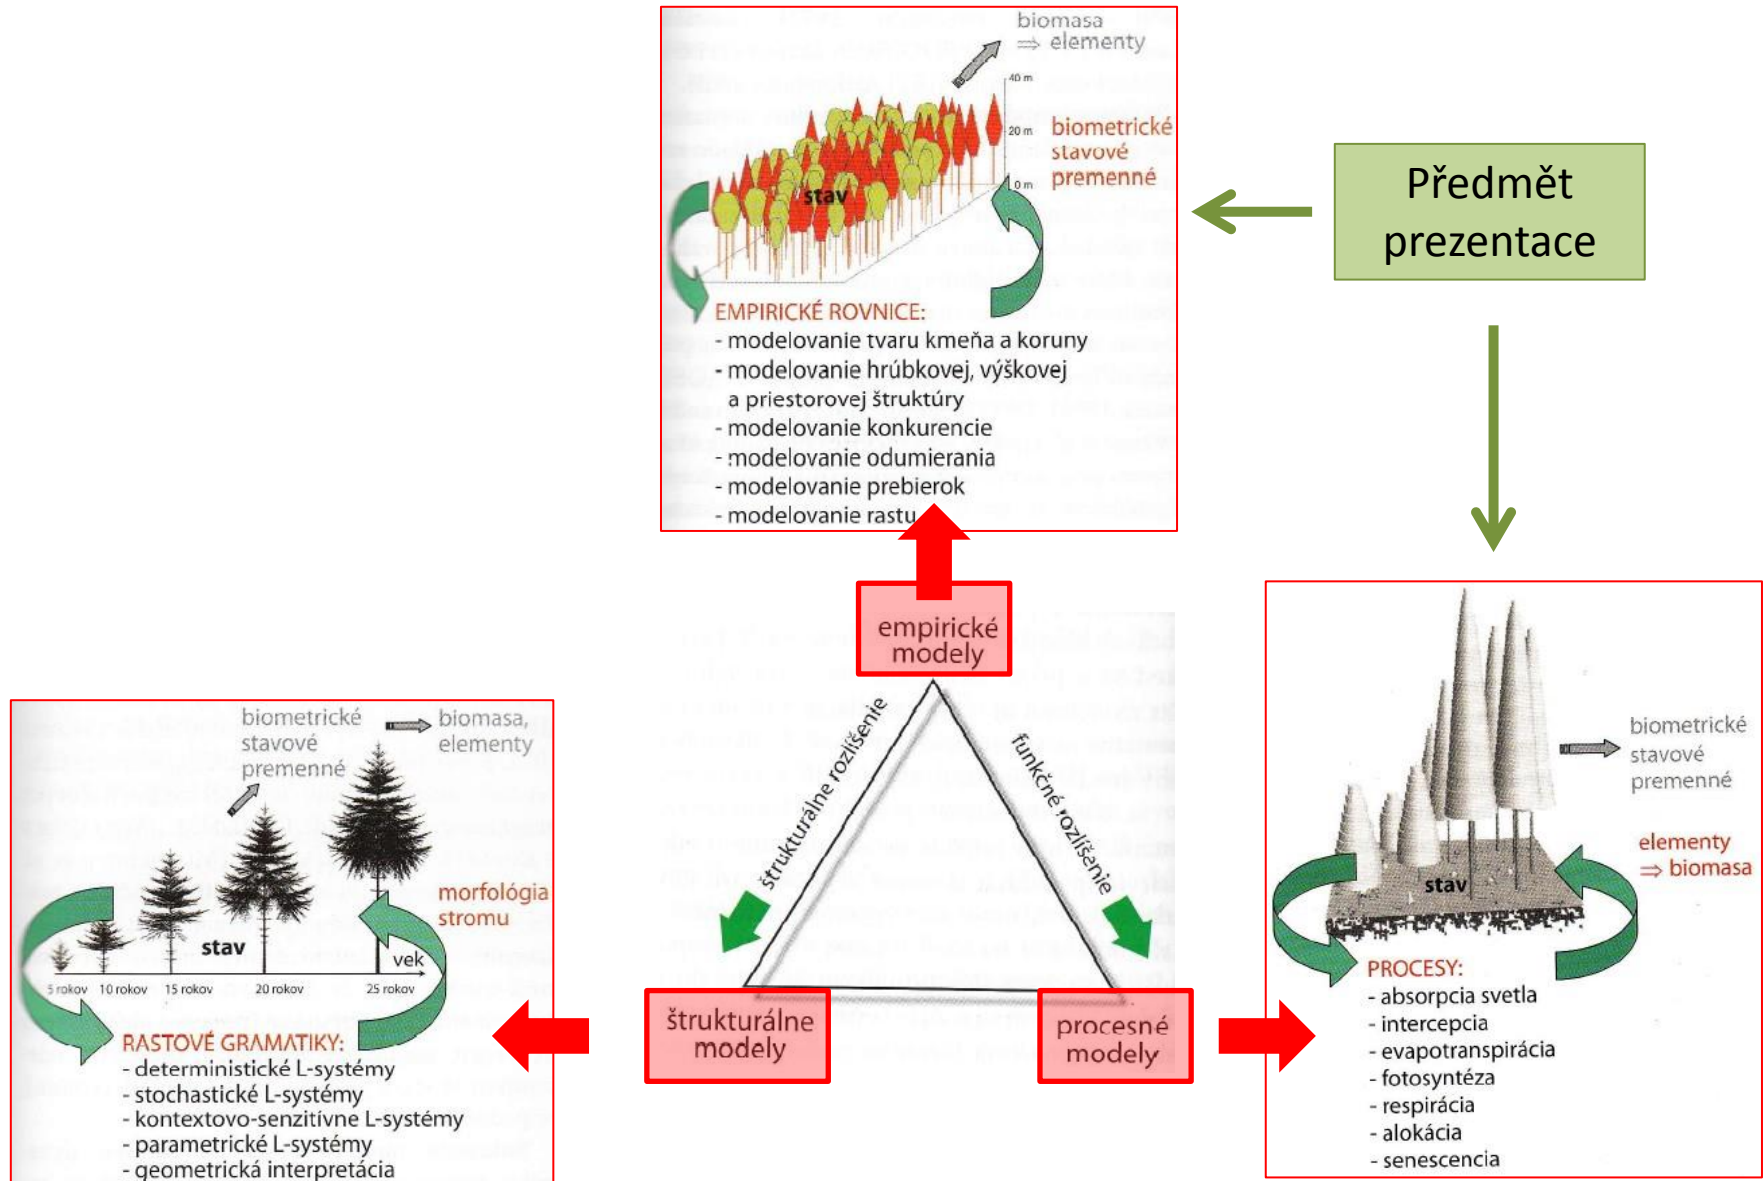 biomasa
⇒ elementy
40 m
20 m
0 m
biometrické
stavové
premenné
stav
EMPIRICKÉ ROVNICE:
- modelovanie tvaru kmeňa a koruny
- modelovanie hrúbkovej, výškovej
a priestorovej štruktúry
- modelovanie konkurencie
- modelovanie odumierania
- modelovanie prebierok
- modelovanie rastu
Předmět
prezentace
empirické
modely
štrukturálne rozlíšenie
funkčné rozlíšenie
štrukturálne
modely
procesné
modely
biometrické
stavové
premenné
biomasa,
elementy
morfológia
stromu
stav
vek
5 rokov 10 rokov 15 rokov 20 rokov 25 rokov
RASTOVÉ GRAMATIKY:
- deterministické L-systémy
- stochastické L-systémy
- kontextovo-senzitívne L-systémy
- parametrické L-systémy
- geometrická interpretácia
biometrické
stavové
premenné
elementy
⇒ biomasa
stav
PROCESY:
- absorpcia svetla
- intercepcia
- evapotranspirácia
- fotosyntéza
- respirácia
- alokácia
- senescencia